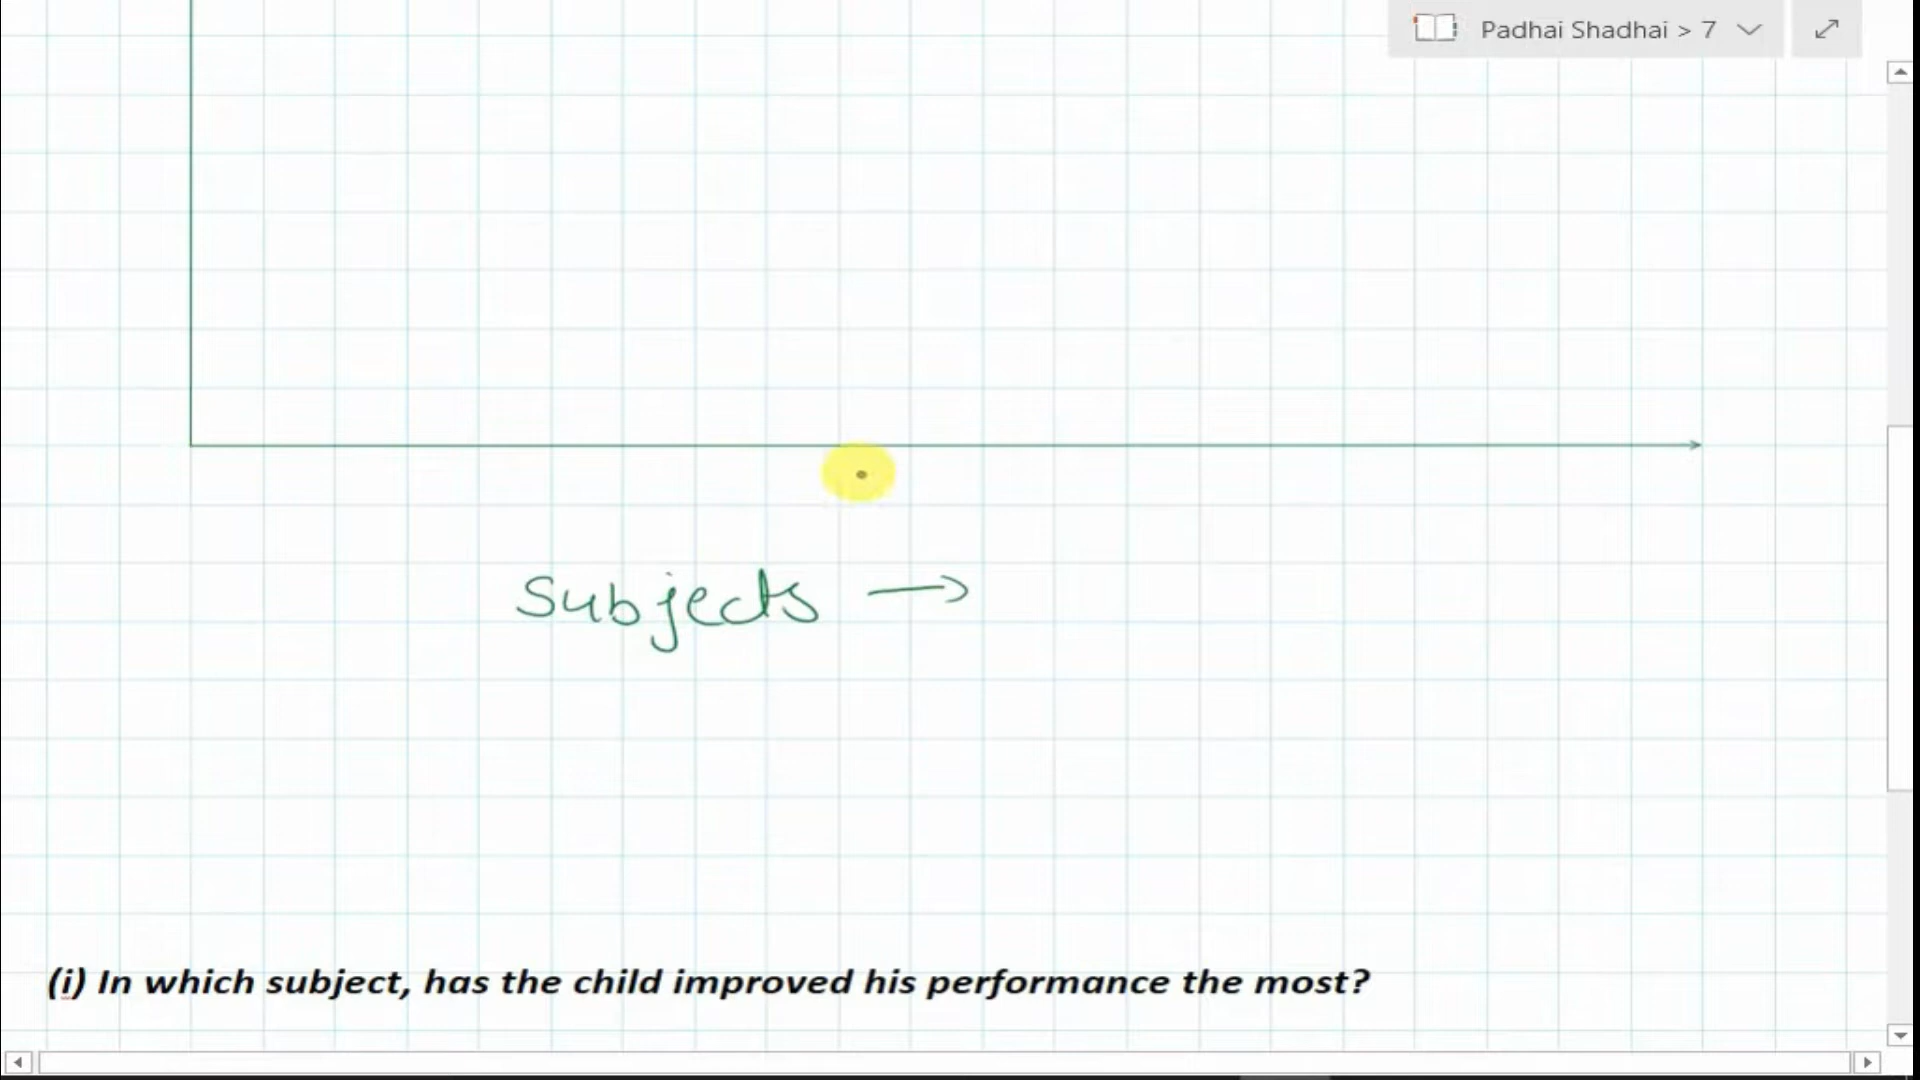 Padhai Shadhai > 7
Subjects →
(i) In which subject, has the child improved his performance the most?